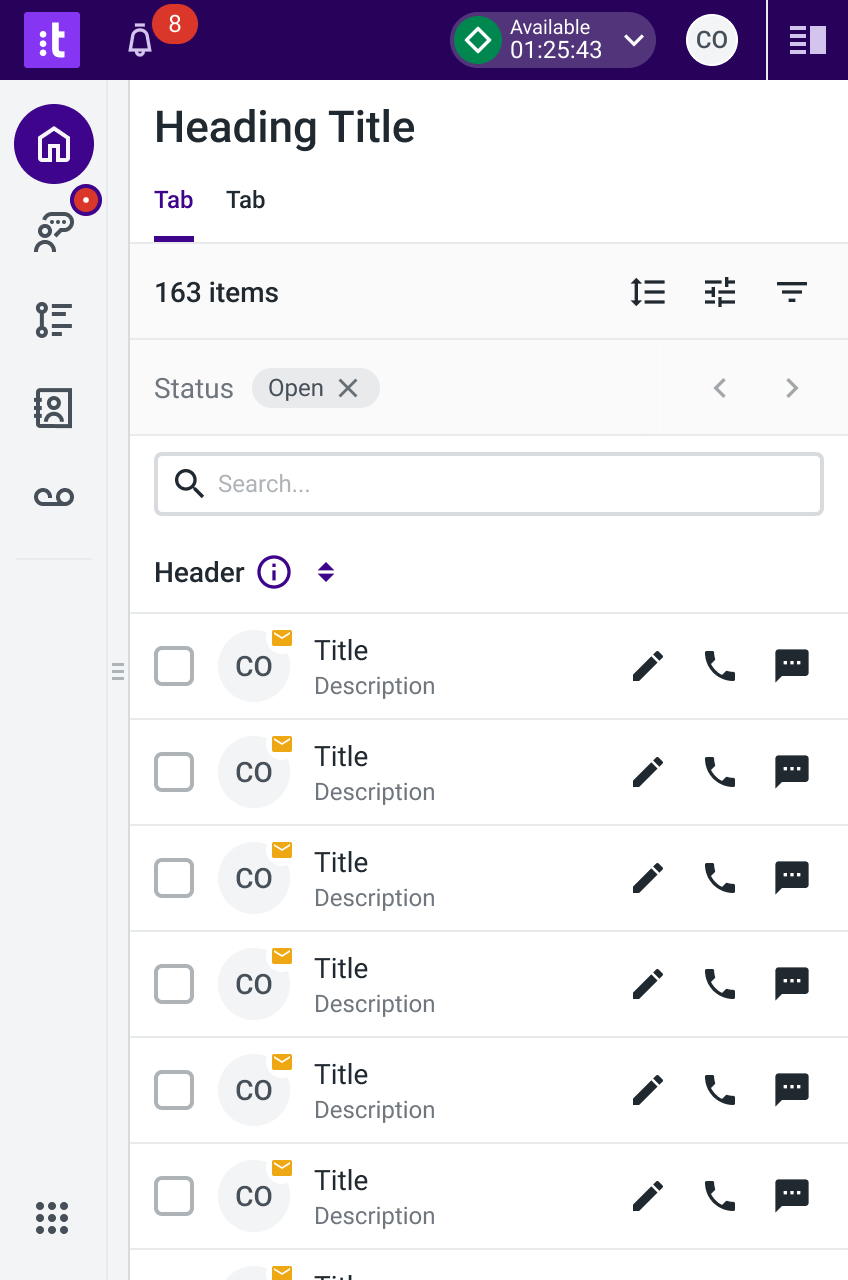 :t
8
Available
01:25:43
CO
Heading Title
Tab Tab
163 items
Status Open
Search...
Header
CO Title
Description
CO Title
Description
CO Title
Description
CO Title
Description
CO Title
Description
CO Title
Description